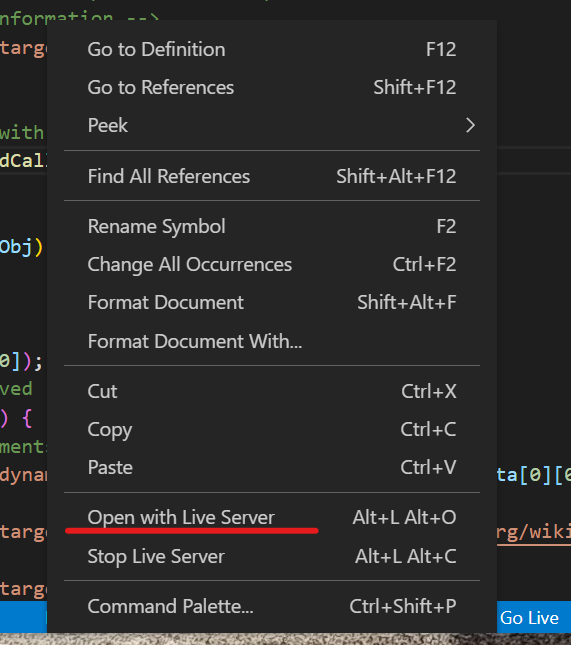 nformation -->
targe
Go to Definition F12
Go to References Shift+F12
Peek
with
dCal
Find All References Shift+Alt+F12
Rename Symbol F2
Obj)
Change All Occurrences Ctrl+F2
Format Document Shift+Alt+F
Format Document With...
0]);
ved
Cut Ctrl+X
) {
Copy Ctrl+C
ments
Paste Ctrl+V
dynam ta[0][0
Open with Live Server Alt+L Alt+O
targe rg/wiki
Stop Live Server Alt+L Alt+C
targe
Command Palette... Ctrl+Shift+P
Go Live